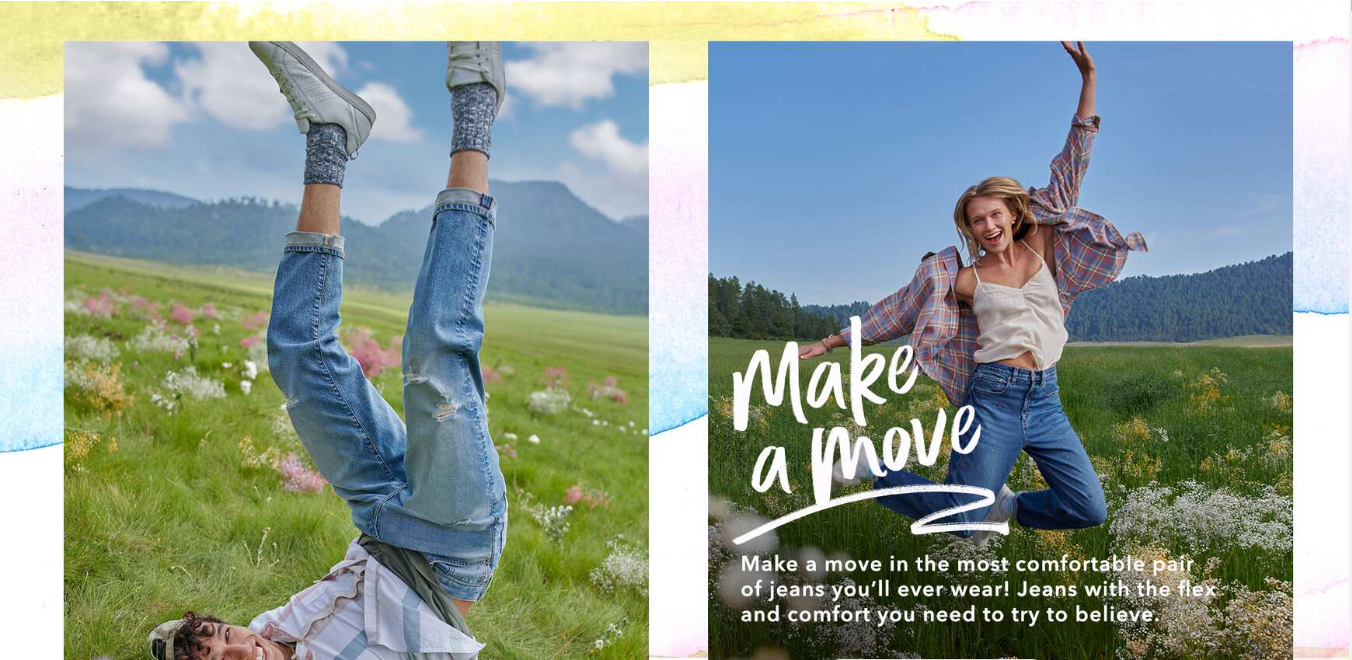 Make
a move
Make a move in the most comfortable pair
of jeans you'll ever wear! Jeans with the flex
and comfort you need to try to believe.